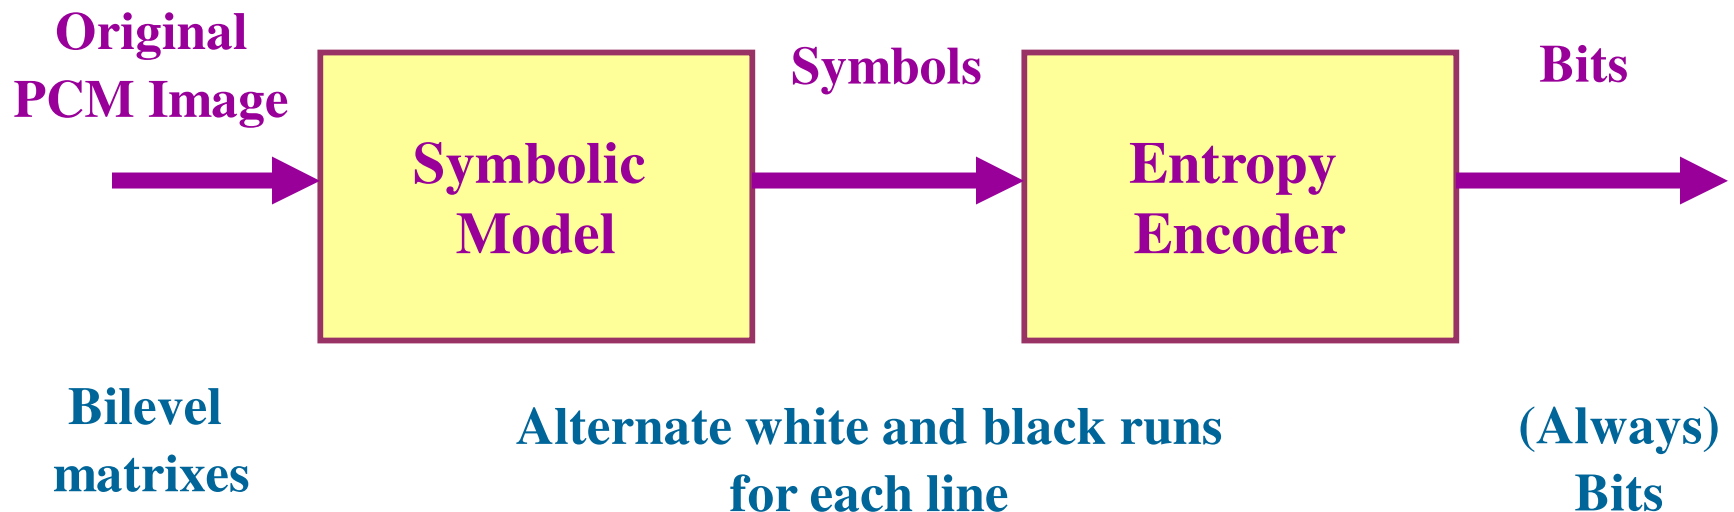 Original
PCM Image
Symbolic
Model
Symbols
Entropy
Encoder
Bits
Bilevel
matrixes
Alternate white and black runs
for each line
(Always)
Bits